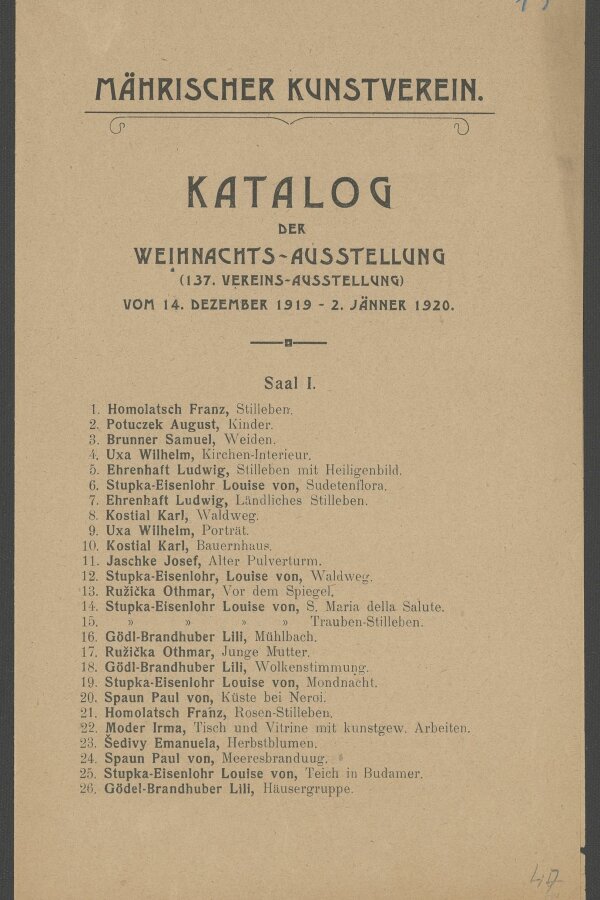 MÄHRISCHER KUNSTVEREIN.
KATALOG
DER
WEIHNACHTS-AUSSTELLUNG
(137. VEREINS-AUSSTELLUNG)
VOM 14. DEZEMBER 1919 - 2. JÄNNER 1920.
Saal I.
1. Homolatsch Franz, Stilleben.
2. Potuczek August, Kinder.
3. Brunner Samuel, Weiden.
4. Uxa Wilhelm, Kirchen-Interieur.
5. Ehrenhaft Ludwig, Stilleben mit Heiligenbild.
6. Stupka-Eisenlohr Louise von, Sudetenflora.
7. Ehrenhaft Ludwig, Ländliches Stilleben.
8. Kostial Karl, Waldweg.
9. Uxa Wilhelm, Porträt.
10. Kostial Karl, Bauernhaus.
11. Jaschke Josef, Alter Pulverturm.
12. Stupka-Eisenlohr, Louise von, Waldweg.
13. Ružička Othmar, Vor dem Spiegel.
14. Stupka-Eisenlohr Louise von, S. Maria della Salute.
15. » » » » Trauben-Stilleben.
16. Gödl-Brandhuber Lili, Mühlbach.
17. Ružička Othmar, Junge Mutter.
18. Gödl-Brandhuber Lili, Wolkenstimmung.
19. Stupka-Eisenlohr Louise von, Mondnacht.
20. Spaun Paul von, Küste bei Neroi.
21. Homolatsch Franz, Rosen-Stilleben.
22. Moder Irma, Tisch und Vitrine mit kunstgew. Arbeiten.
23. Šedivy Emanuela, Herbstblumen.
24. Spaun Paul von, Meeresbranduug.
25. Stupka-Eisenlohr Louise von, Teich in Budamer.
26. Gödel-Brandhuber Lili, Häusergruppe.
47